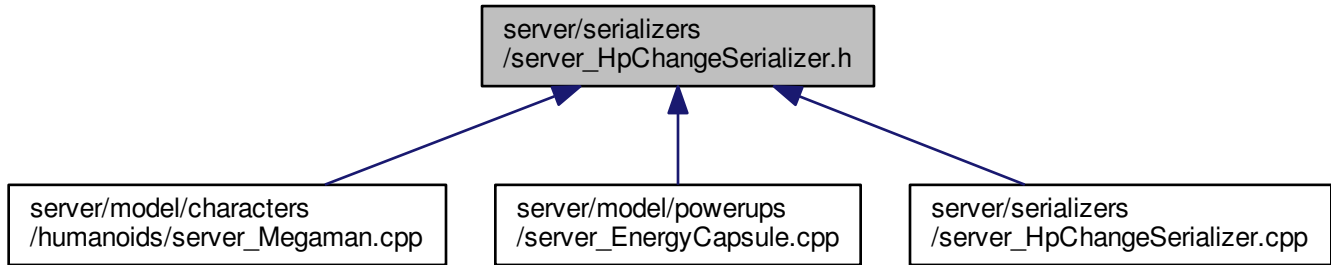 server/serializers
/server_HpChangeSerializer.h
server/model/characters
/humanoids/server_Megaman.cpp
server/model/powerups
/server_EnergyCapsule.cpp
server/serializers
/server_HpChangeSerializer.cpp